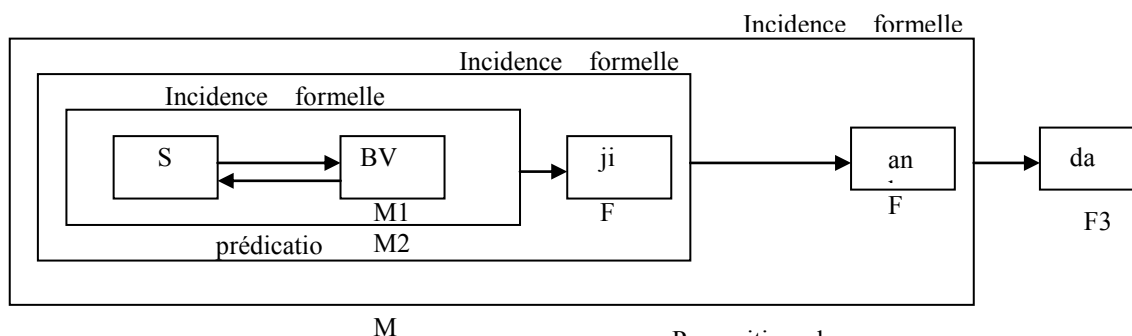 Incidence formelle
Incidence formelle
Incidence formelle
S BV ji an da
M1 F F F3
prédicatio M2
M